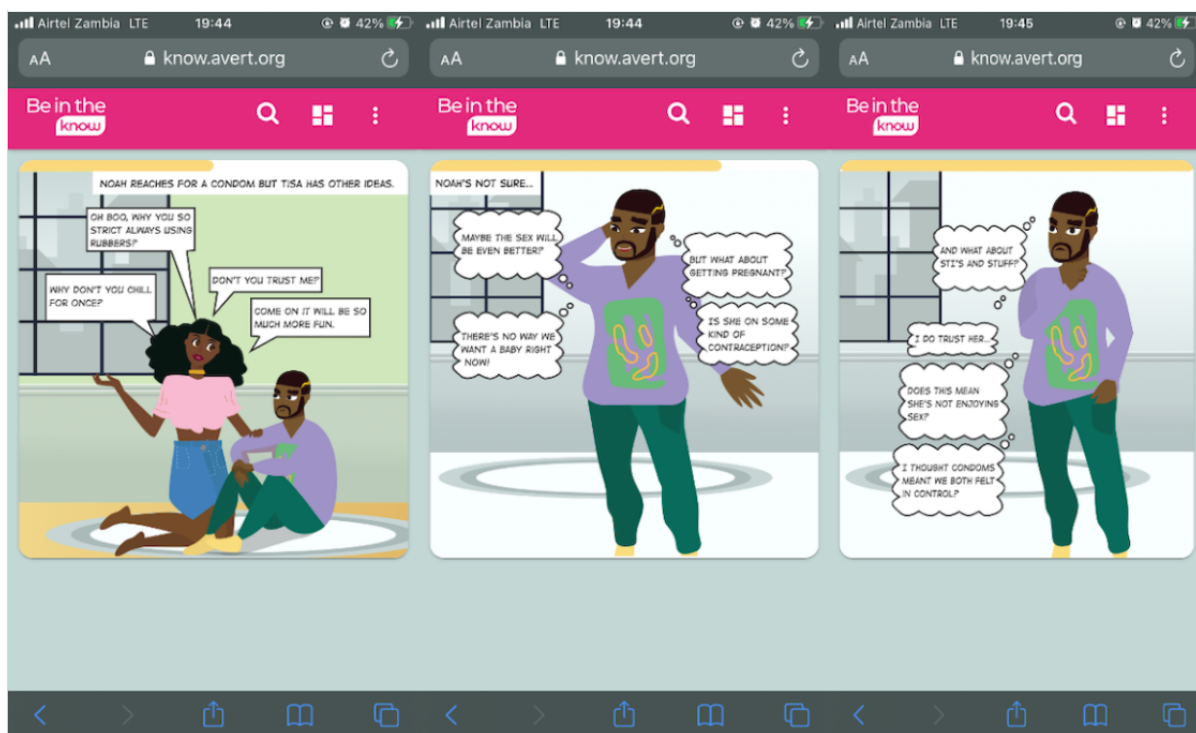 Airtel Zambia LTE 19:44 42%
AA know.avert.org
Be in the
know
NOAH REACHES FOR A CONDOM BUT TISA HAS OTHER IDEAS.
OH BOO, WHY YOU SO
STRICT ALWAYS USING
RUBBERS?
DON'T YOU TRUST ME?
WHY DON'T YOU CHILL
FOR ONCE?
COME ON IT WILL BE SO
MUCH MORE FUN.
Airtel Zambia LTE 19:44 42%
AA know.avert.org
Be in the
know
NOAH'S NOT SURE...
MAYBE THE SEX WILL
BE EVEN BETTER?
BUT WHAT ABOUT
GETTING PREGNANT?
THERE'S NO WAY WE
WANT A BABY RIGHT
NOW!
IS SHE ON SOME
KIND OF
CONTRACEPTION?
Airtel Zambia LTE 19:45 42%
AA know.avert.org
Be in the
know
AND WHAT ABOUT
STI'S AND STUFF?
I DO TRUST HER...
DOES THIS MEAN
SHE'S NOT ENJOYING
SEX?
I THOUGHT CONDOMS
MEANT WE BOTH FELT
IN CONTROL?